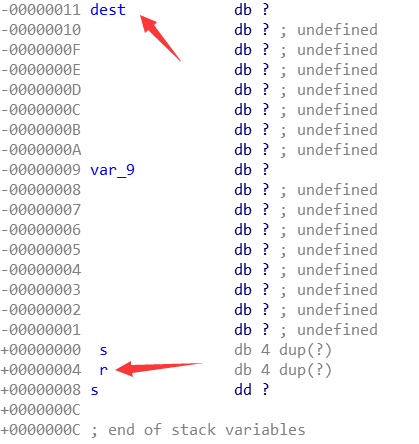 -00000011 dest db ?
-00000010 db ? ; undefined
-0000000F db ? ; undefined
-0000000E db ? ; undefined
-0000000D db ? ; undefined
-0000000C db ? ; undefined
-0000000B db ? ; undefined
-0000000A db ? ; undefined
-00000009 var_9 db ?
-00000008 db ? ; undefined
-00000007 db ? ; undefined
-00000006 db ? ; undefined
-00000005 db ? ; undefined
-00000004 db ? ; undefined
-00000003 db ? ; undefined
-00000002 db ? ; undefined
-00000001 db ? ; undefined
+00000000 s db 4 dup(?)
+00000004 r db 4 dup(?)
+00000008 s dd ?
+0000000C
+0000000C ; end of stack variables